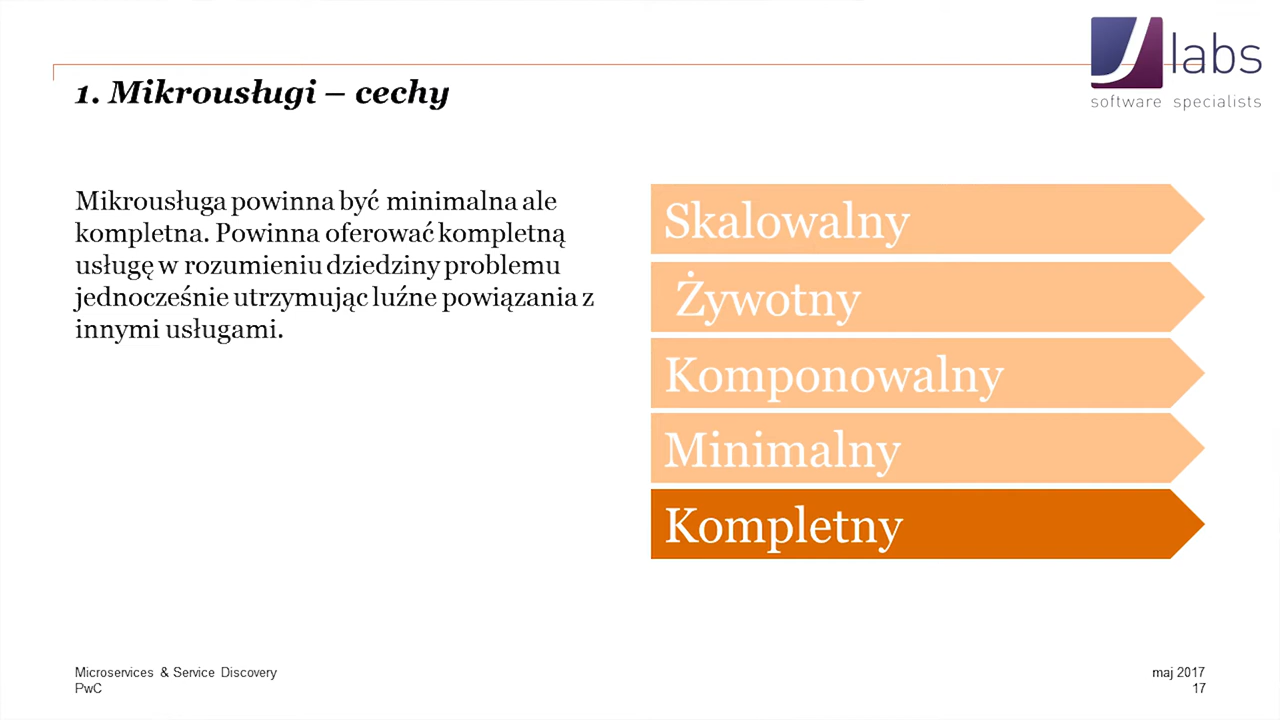 J labs
software specialists
1. Mikrousługi – cechy
Mikrousługa powinna być minimalna ale
kompletna. Powinna oferować kompletną
usługę w rozumieniu dziedziny problemu
jednocześnie utrzymując luźne powiązania z
innymi usługami.
Skalowalny
Żywotny
Komponowalny
Minimalny
Kompletny
Microservices & Service Discovery
PwC
maj 2017
17